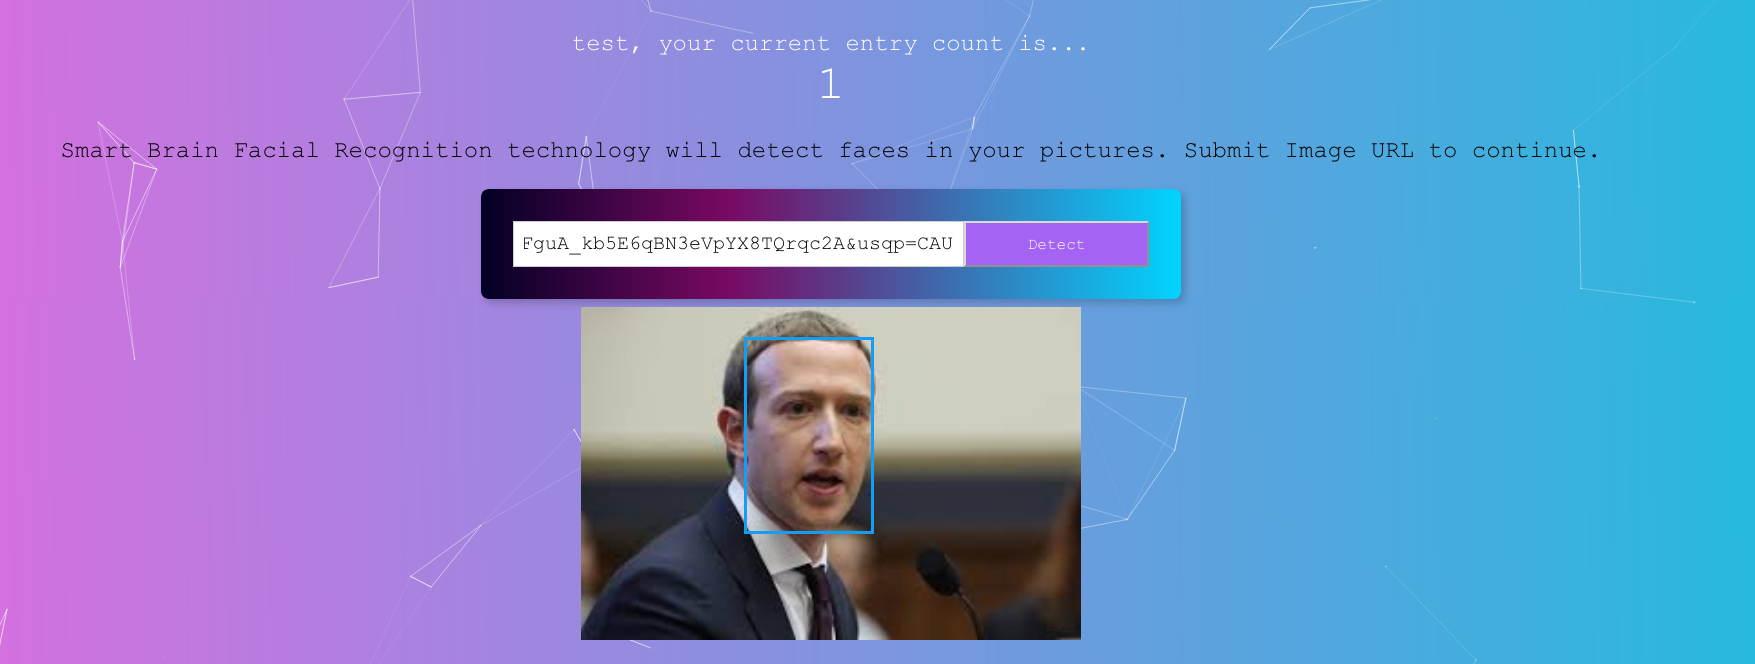 test, your current entry count is...
1
Smart Brain Facial Recognition technology will detect faces in your pictures. Submit Image URL to continue.
FguA_kb5E6qBN3eVpYX8TQrqc2A&usqp=CAU
Detect